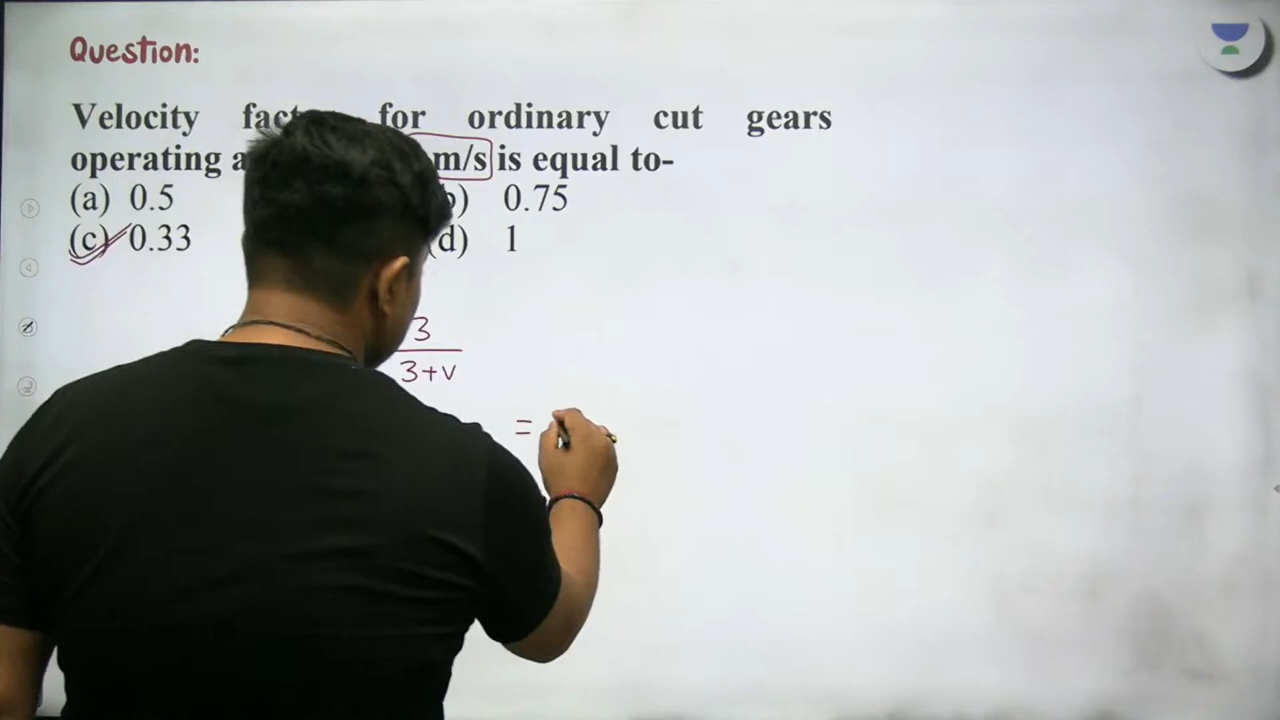 Question:
Velocity for ordinary cut gears
operating m/s is equal to-
(a) 0.5 0.75
(c) 0.33 (d) 1
3
3+v
=